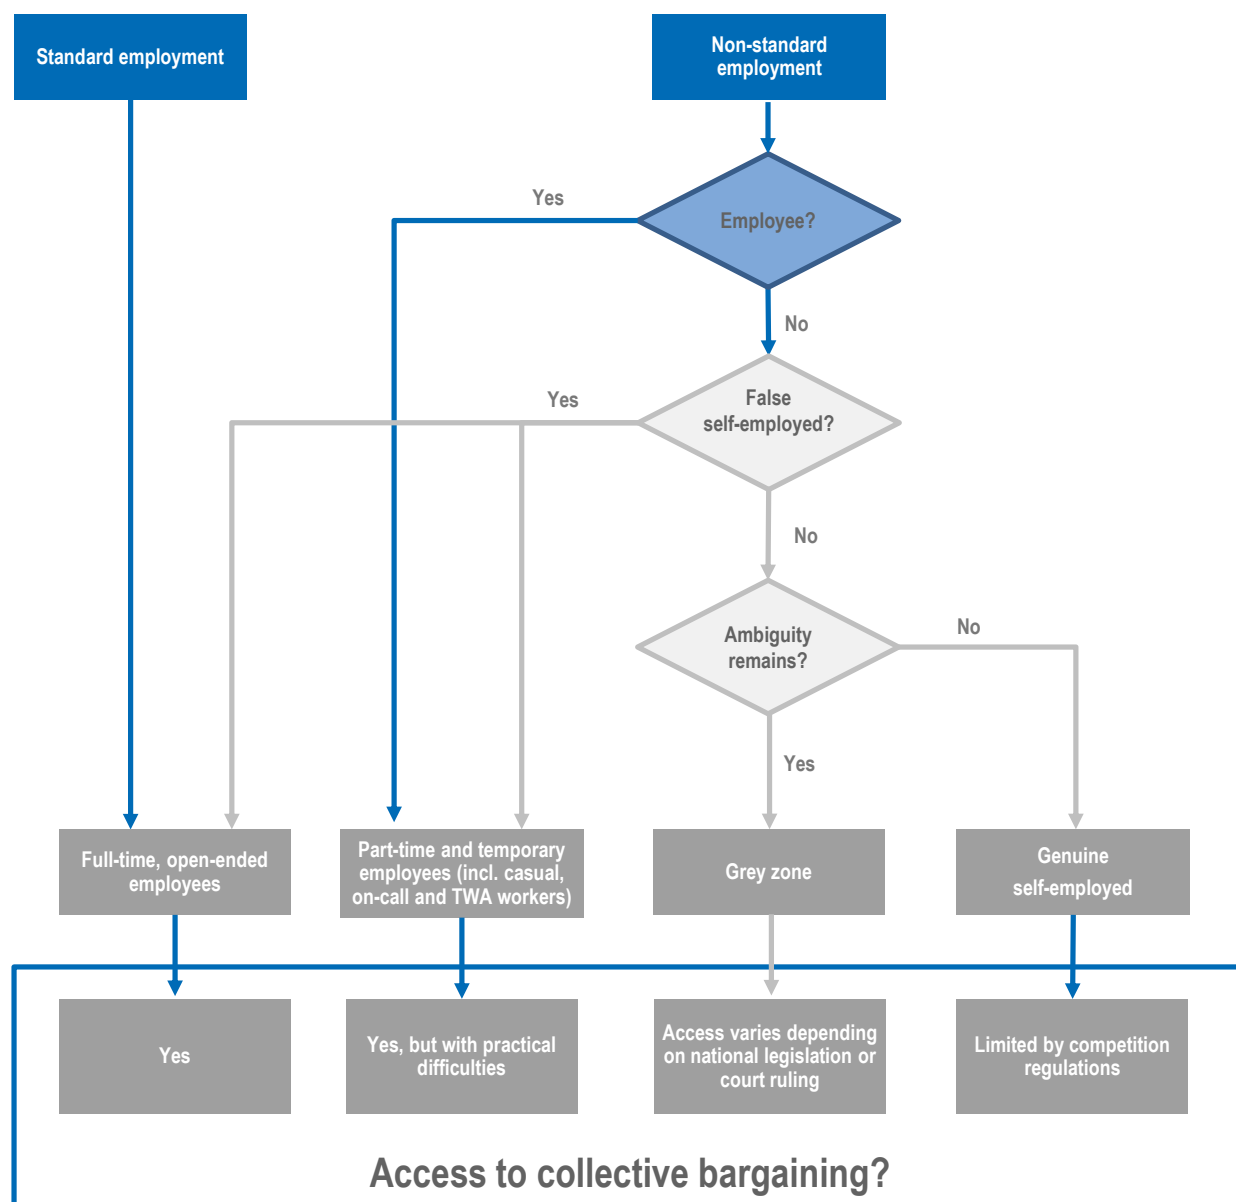 Standard employment
Non-standard
employment
Yes
Employee?
No
Yes
False
self-employed?
No
Ambiguity
remains?
No
Yes
Full-time, open-ended
employees
Part-time and temporary
employees (incl. casual,
on-call and TWA workers)
Grey zone
Genuine
self-employed
Yes
Yes, but with practical
difficulties
Access varies depending
on national legislation or
court ruling
Limited by competition
regulations
Access to collective bargaining?